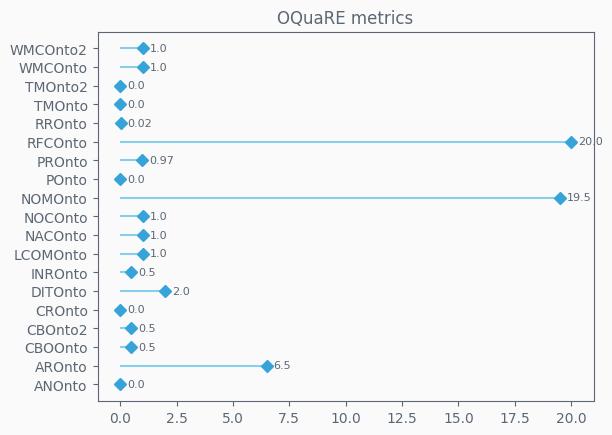 OQuaRE metrics
WMCOnto2 1.0
WMCOnto 1.0
TMOnto2 0.0
TMOnto 0.0
RROnto 0.02
RFCOnto 20.0
PROnto 0.97
POnto 0.0
NOMOnto 19.5
NOCOnto 1.0
NACOnto 1.0
LCOMOnto 1.0
INROnto 0.5
DITOnto 2.0
CROnto 0.0
CBOnto2 0.5
CBOOnto 0.5
AROnto 6.5
ANOnto 0.0
0.0 2.5 5.0 7.5 10.0 12.5 15.0 17.5 20.0